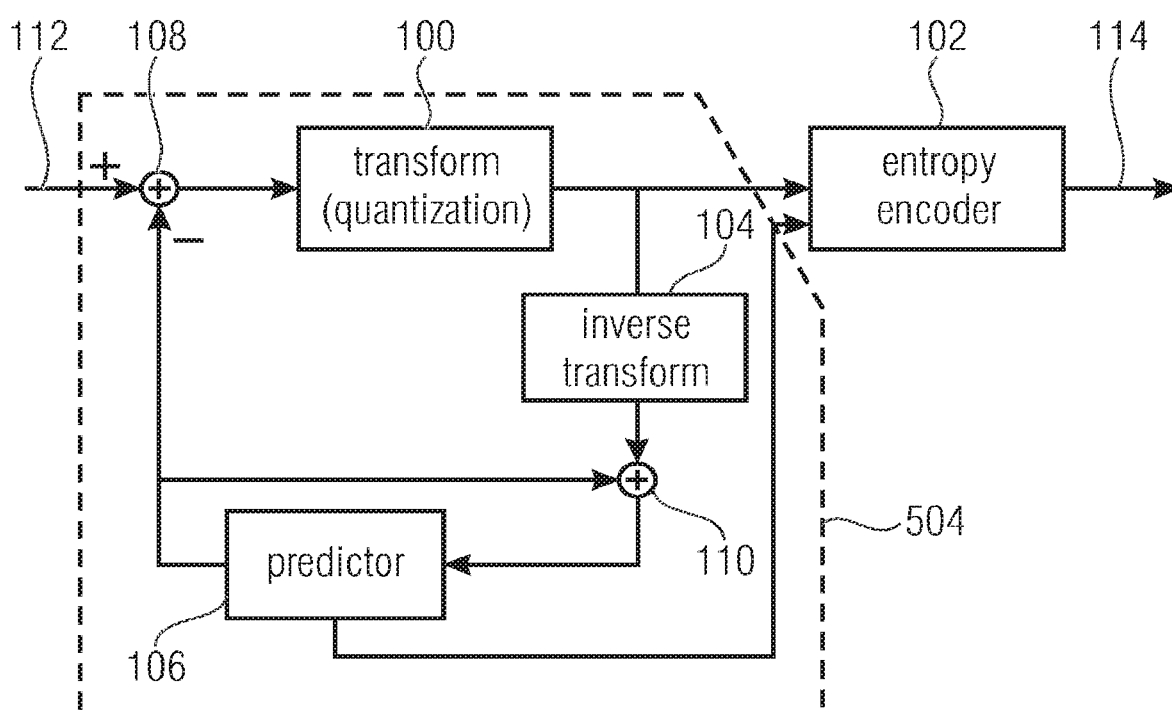 112
108
100
102
114
+
+
−
transform
(quantization)
entropy
encoder
104
inverse
transform
+
110
504
predictor
106